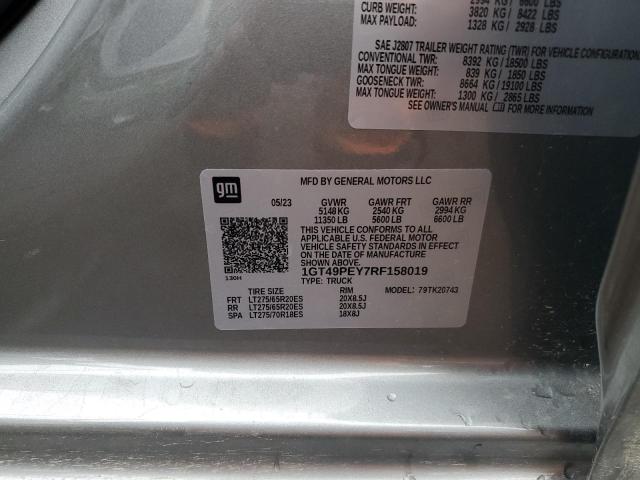 2994 KG / 6600 LBS
CURB WEIGHT: 3820 KG / 8422 LBS
MAX PAYLOAD: 1328 KG / 2928 LBS
SAE J2807 TRAILER WEIGHT RATING (TWR) FOR VEHICLE CONFIGURATION
CONVENTIONAL TWR: 8392 KG / 18500 LBS
MAX TONGUE WEIGHT: 839 KG / 1850 LBS
GOOSENECK TWR: 8664 KG / 19100 LBS
MAX TONGUE WEIGHT: 1300 KG / 2865 LBS
SEE OWNER'S MANUAL FOR MORE INFORMATION
gm
MFD BY GENERAL MOTORS LLC
05/23 GVWR GAWR FRT GAWR RR
5148 KG 2540 KG 2994 KG
11350 LB 5600 LB 6600 LB
THIS VEHICLE CONFORMS TO ALL
APPLICABLE U.S. FEDERAL MOTOR
VEHICLE SAFETY STANDARDS IN EFFECT
ON THE DATE OF MANUFACTURE SHOWN ABOVE.
1GT49PEY7RF158019
TYPE: TRUCK
130H
TIRE SIZE RIM MODEL: 79TK20743
FRT LT275/65R20ES 20X8.5J
RR LT275/65R20ES 20X8.5J
SPA LT275/70R18ES 18X8J